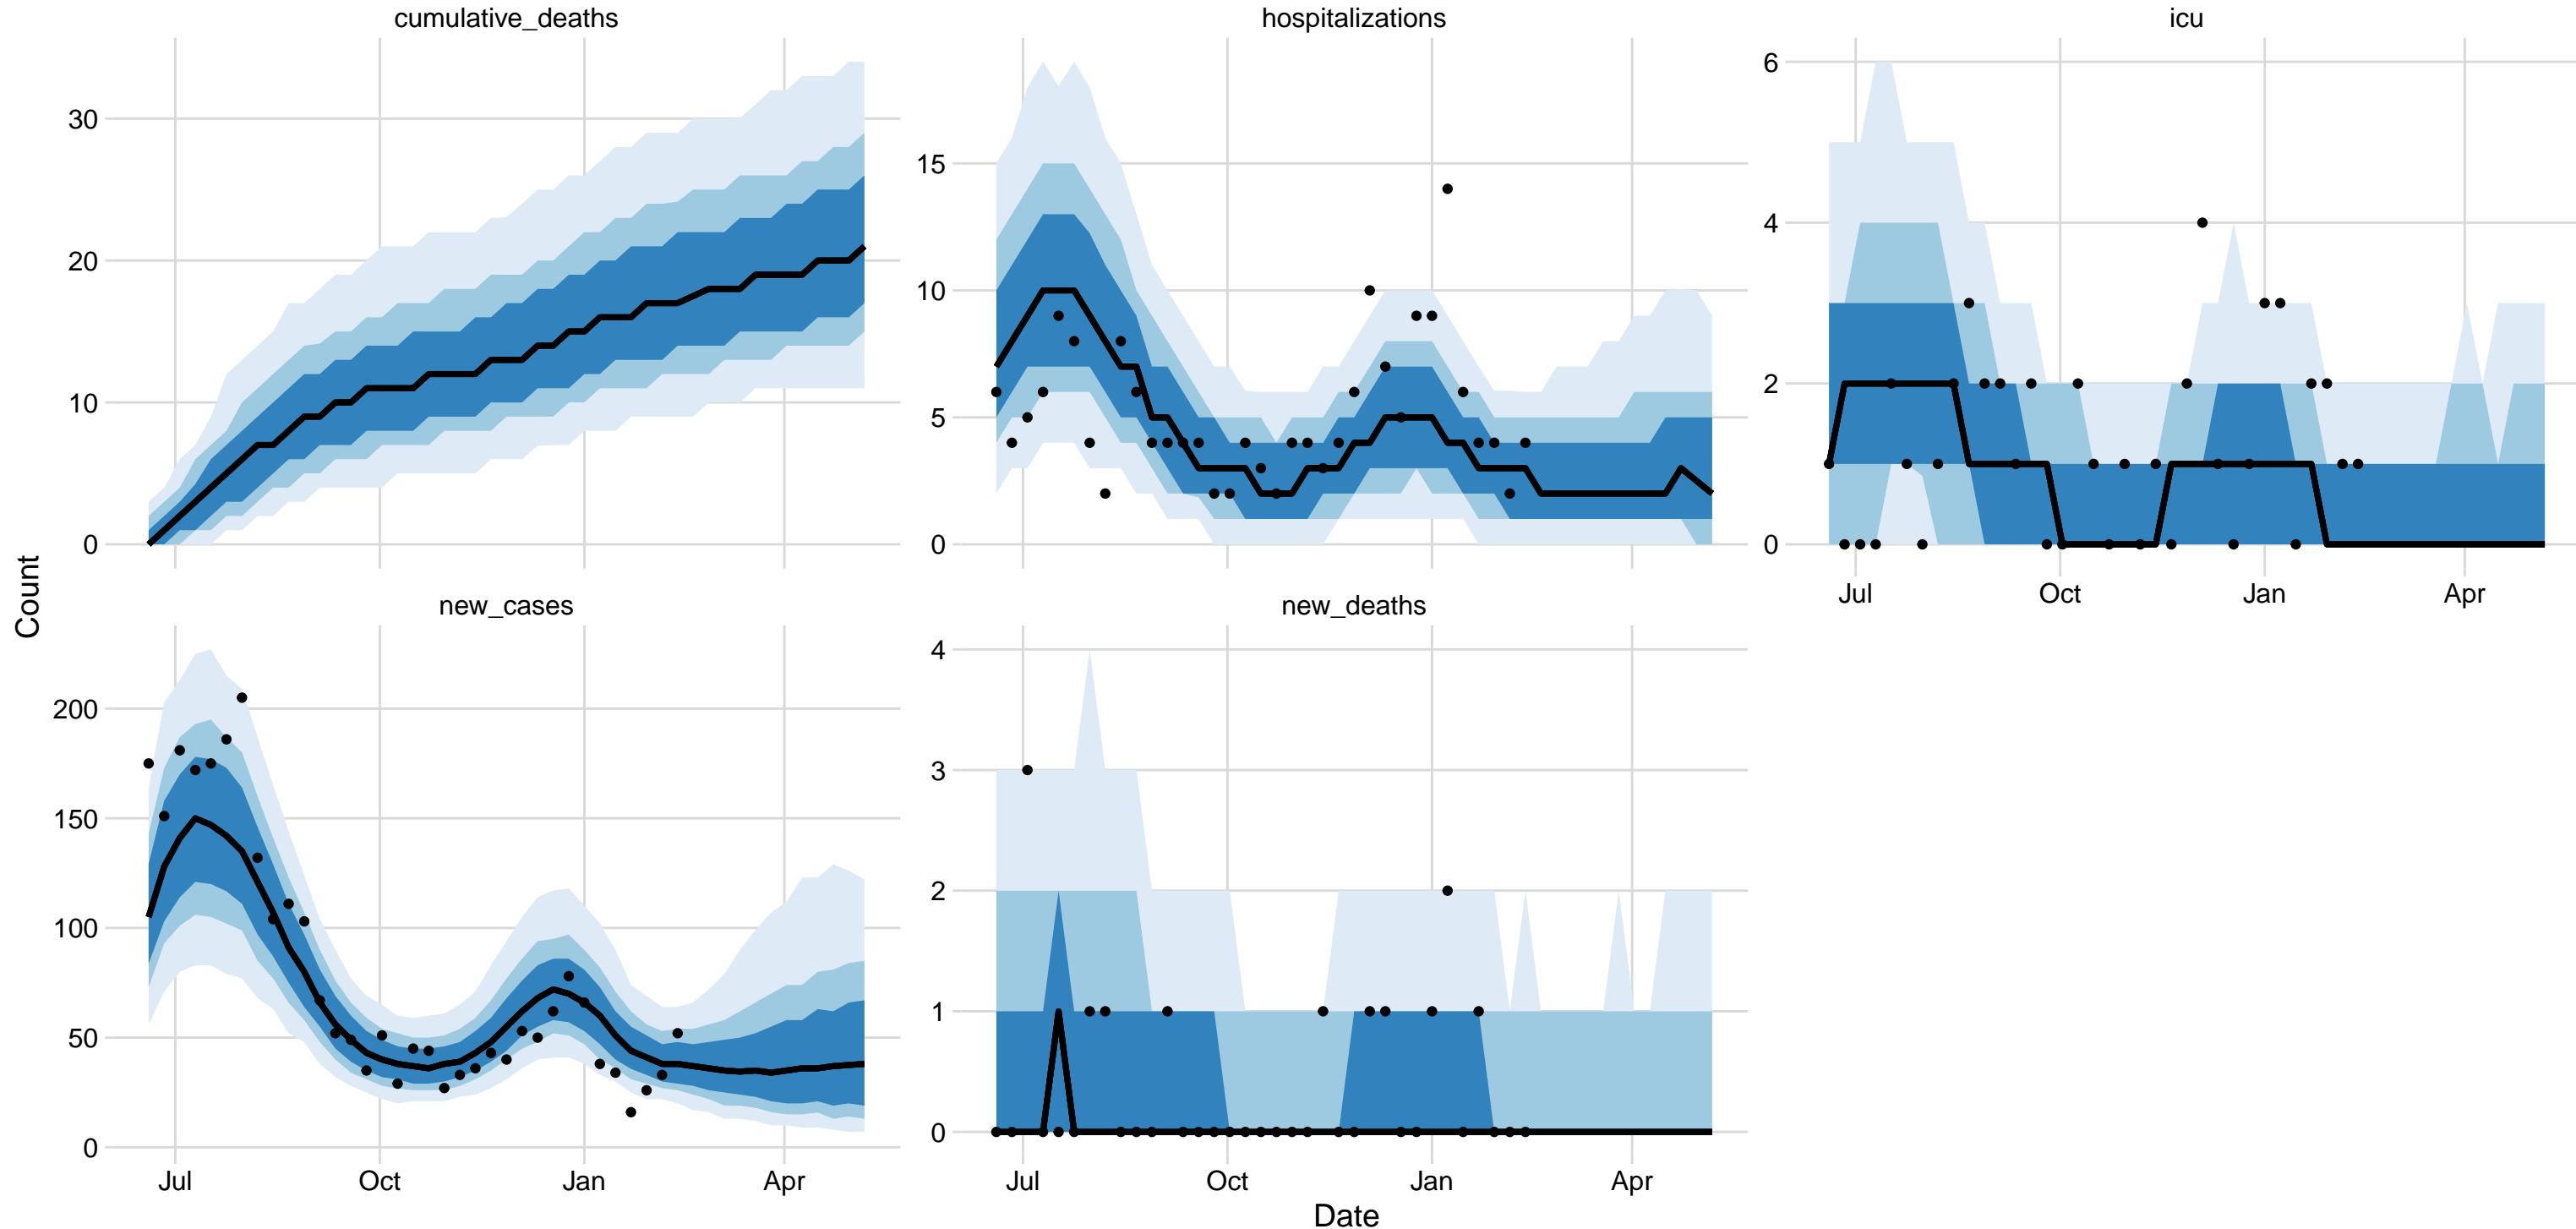 cumulative_deaths
hospitalizations
icu
30
20
10
0
15
10
5
0
6
4
2
0
Jul Oct Jan Apr
Count
new_cases
new_deaths
200
150
100
50
0
4
3
2
1
0
Jul Oct Jan Apr
Jul Oct Jan Apr
Date